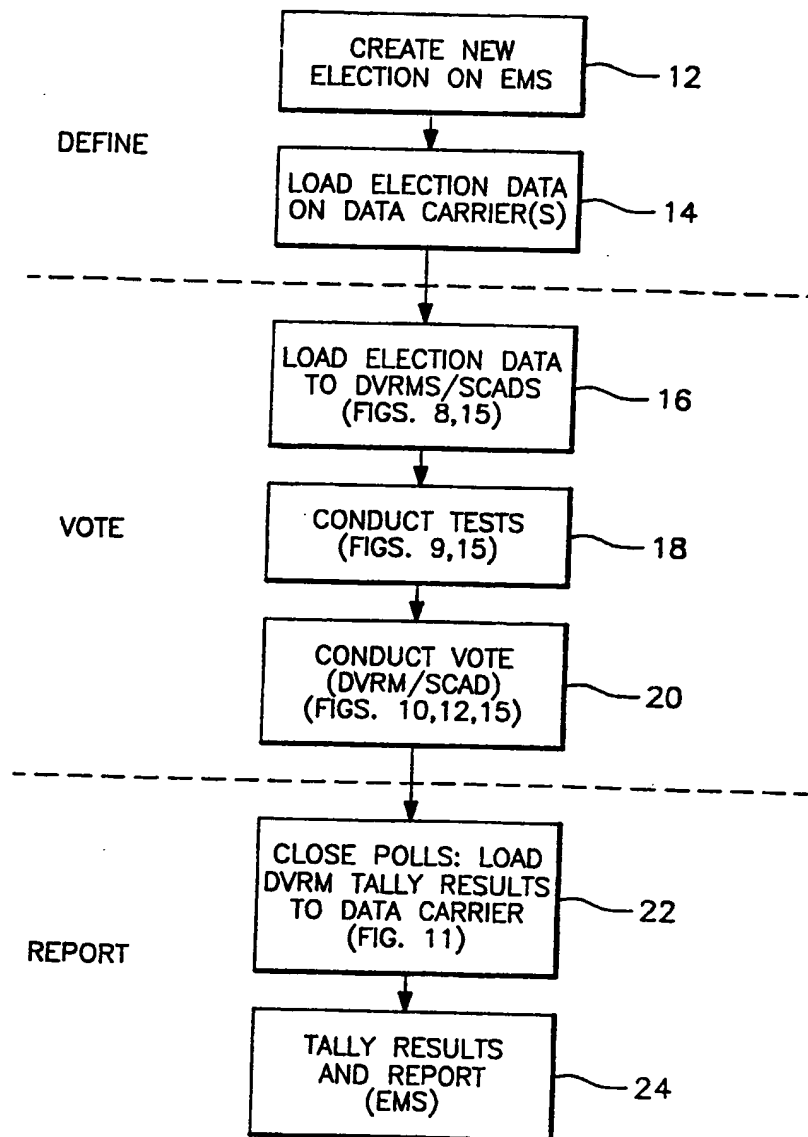 CREATE NEW
ELECTION ON EMS
12
DEFINE
LOAD ELECTION DATA
ON DATA CARRIER(S)
14
LOAD ELECTION DATA
TO DVRMS/SCADS
(FIGS. 8,15)
16
VOTE
CONDUCT TESTS
(FIGS. 9,15)
18
CONDUCT VOTE
(DVRM/SCAD)
(FIGS. 10,12,15)
20
CLOSE POLLS: LOAD
DVRM TALLY RESULTS
TO DATA CARRIER
(FIG. 11)
22
REPORT
TALLY RESULTS
AND REPORT
(EMS)
24